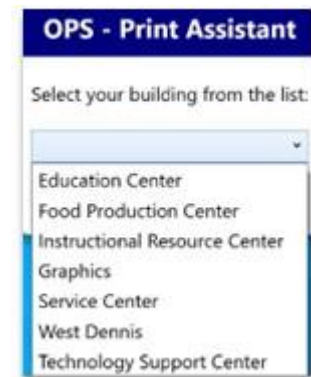 OPS - Print Assistant
Select your building from the list:
Education Center
Food Production Center
Instructional Resource Center
Graphics
Service Center
West Dennis
Technology Support Center